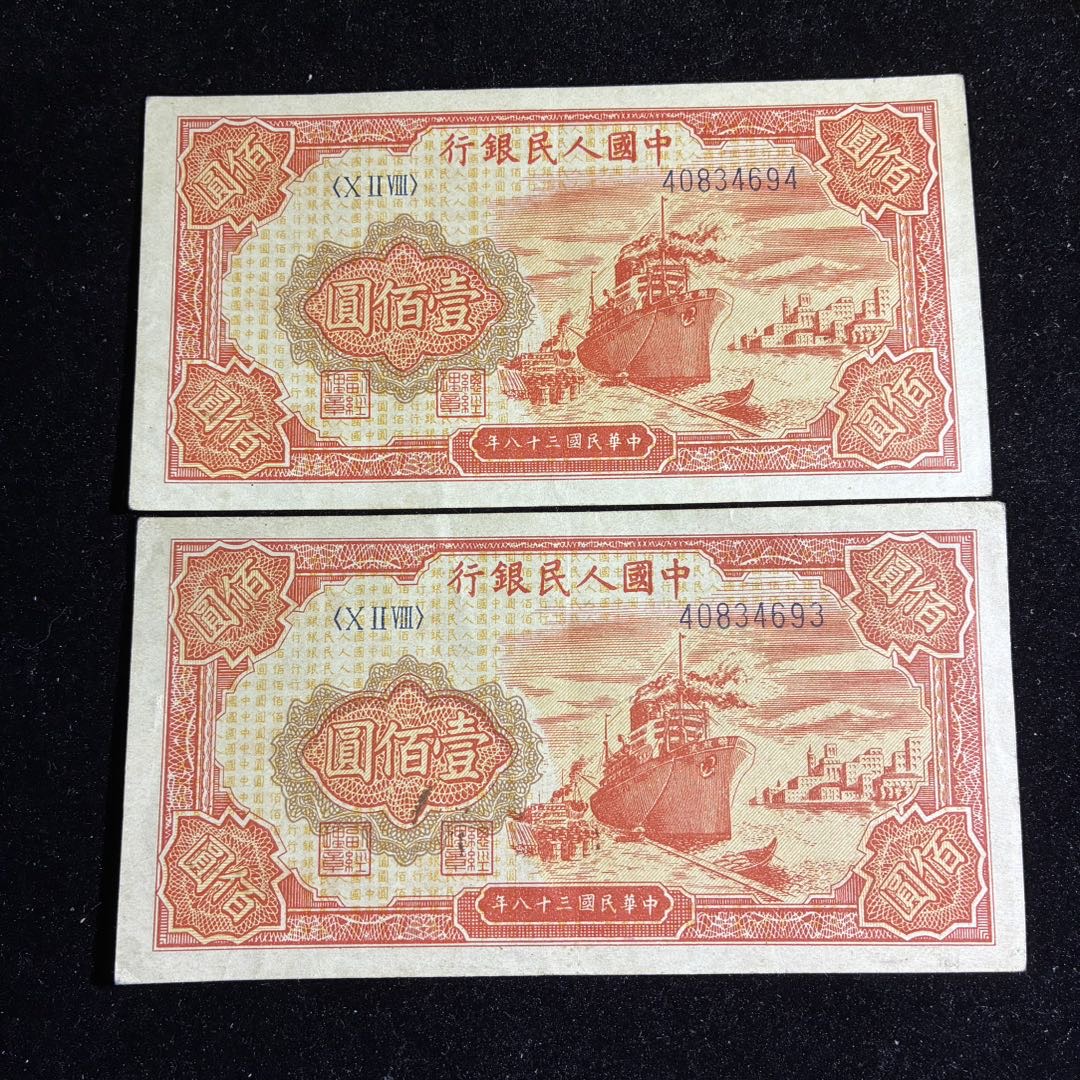 中國人民銀行
〈X II VIII〉
40834694
佰圓
佰圓
壹佰圓
佰圓
佰圓
中華民國三十八年
中國人民銀行
〈X II VIII〉
40834693
佰圓
佰圓
壹佰圓
佰圓
佰圓
中華民國三十八年